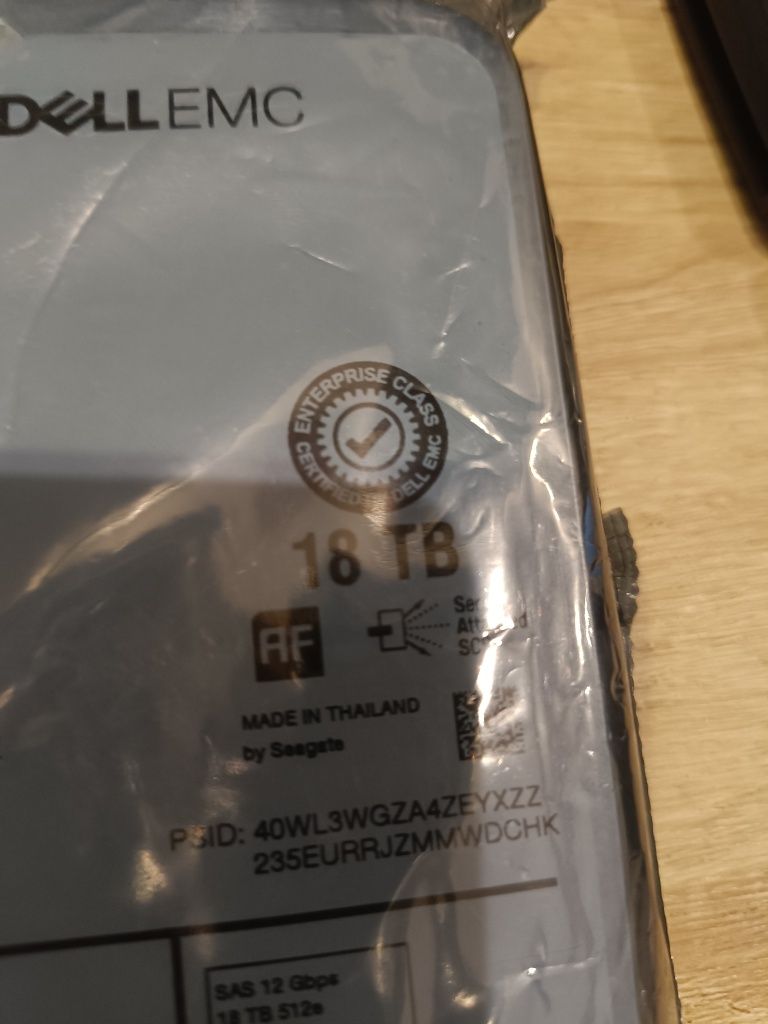 DELLEMC
ENTERPRISE CLASS
CERTIFIED DELL EMC
18 TB
AF
MADE IN THAILAND
by Seagate
PSID: 40WL3WGZA4ZEYXZZ
235EURRJZMMWDCHK
SAS 12 Gbps
18 TB 512e